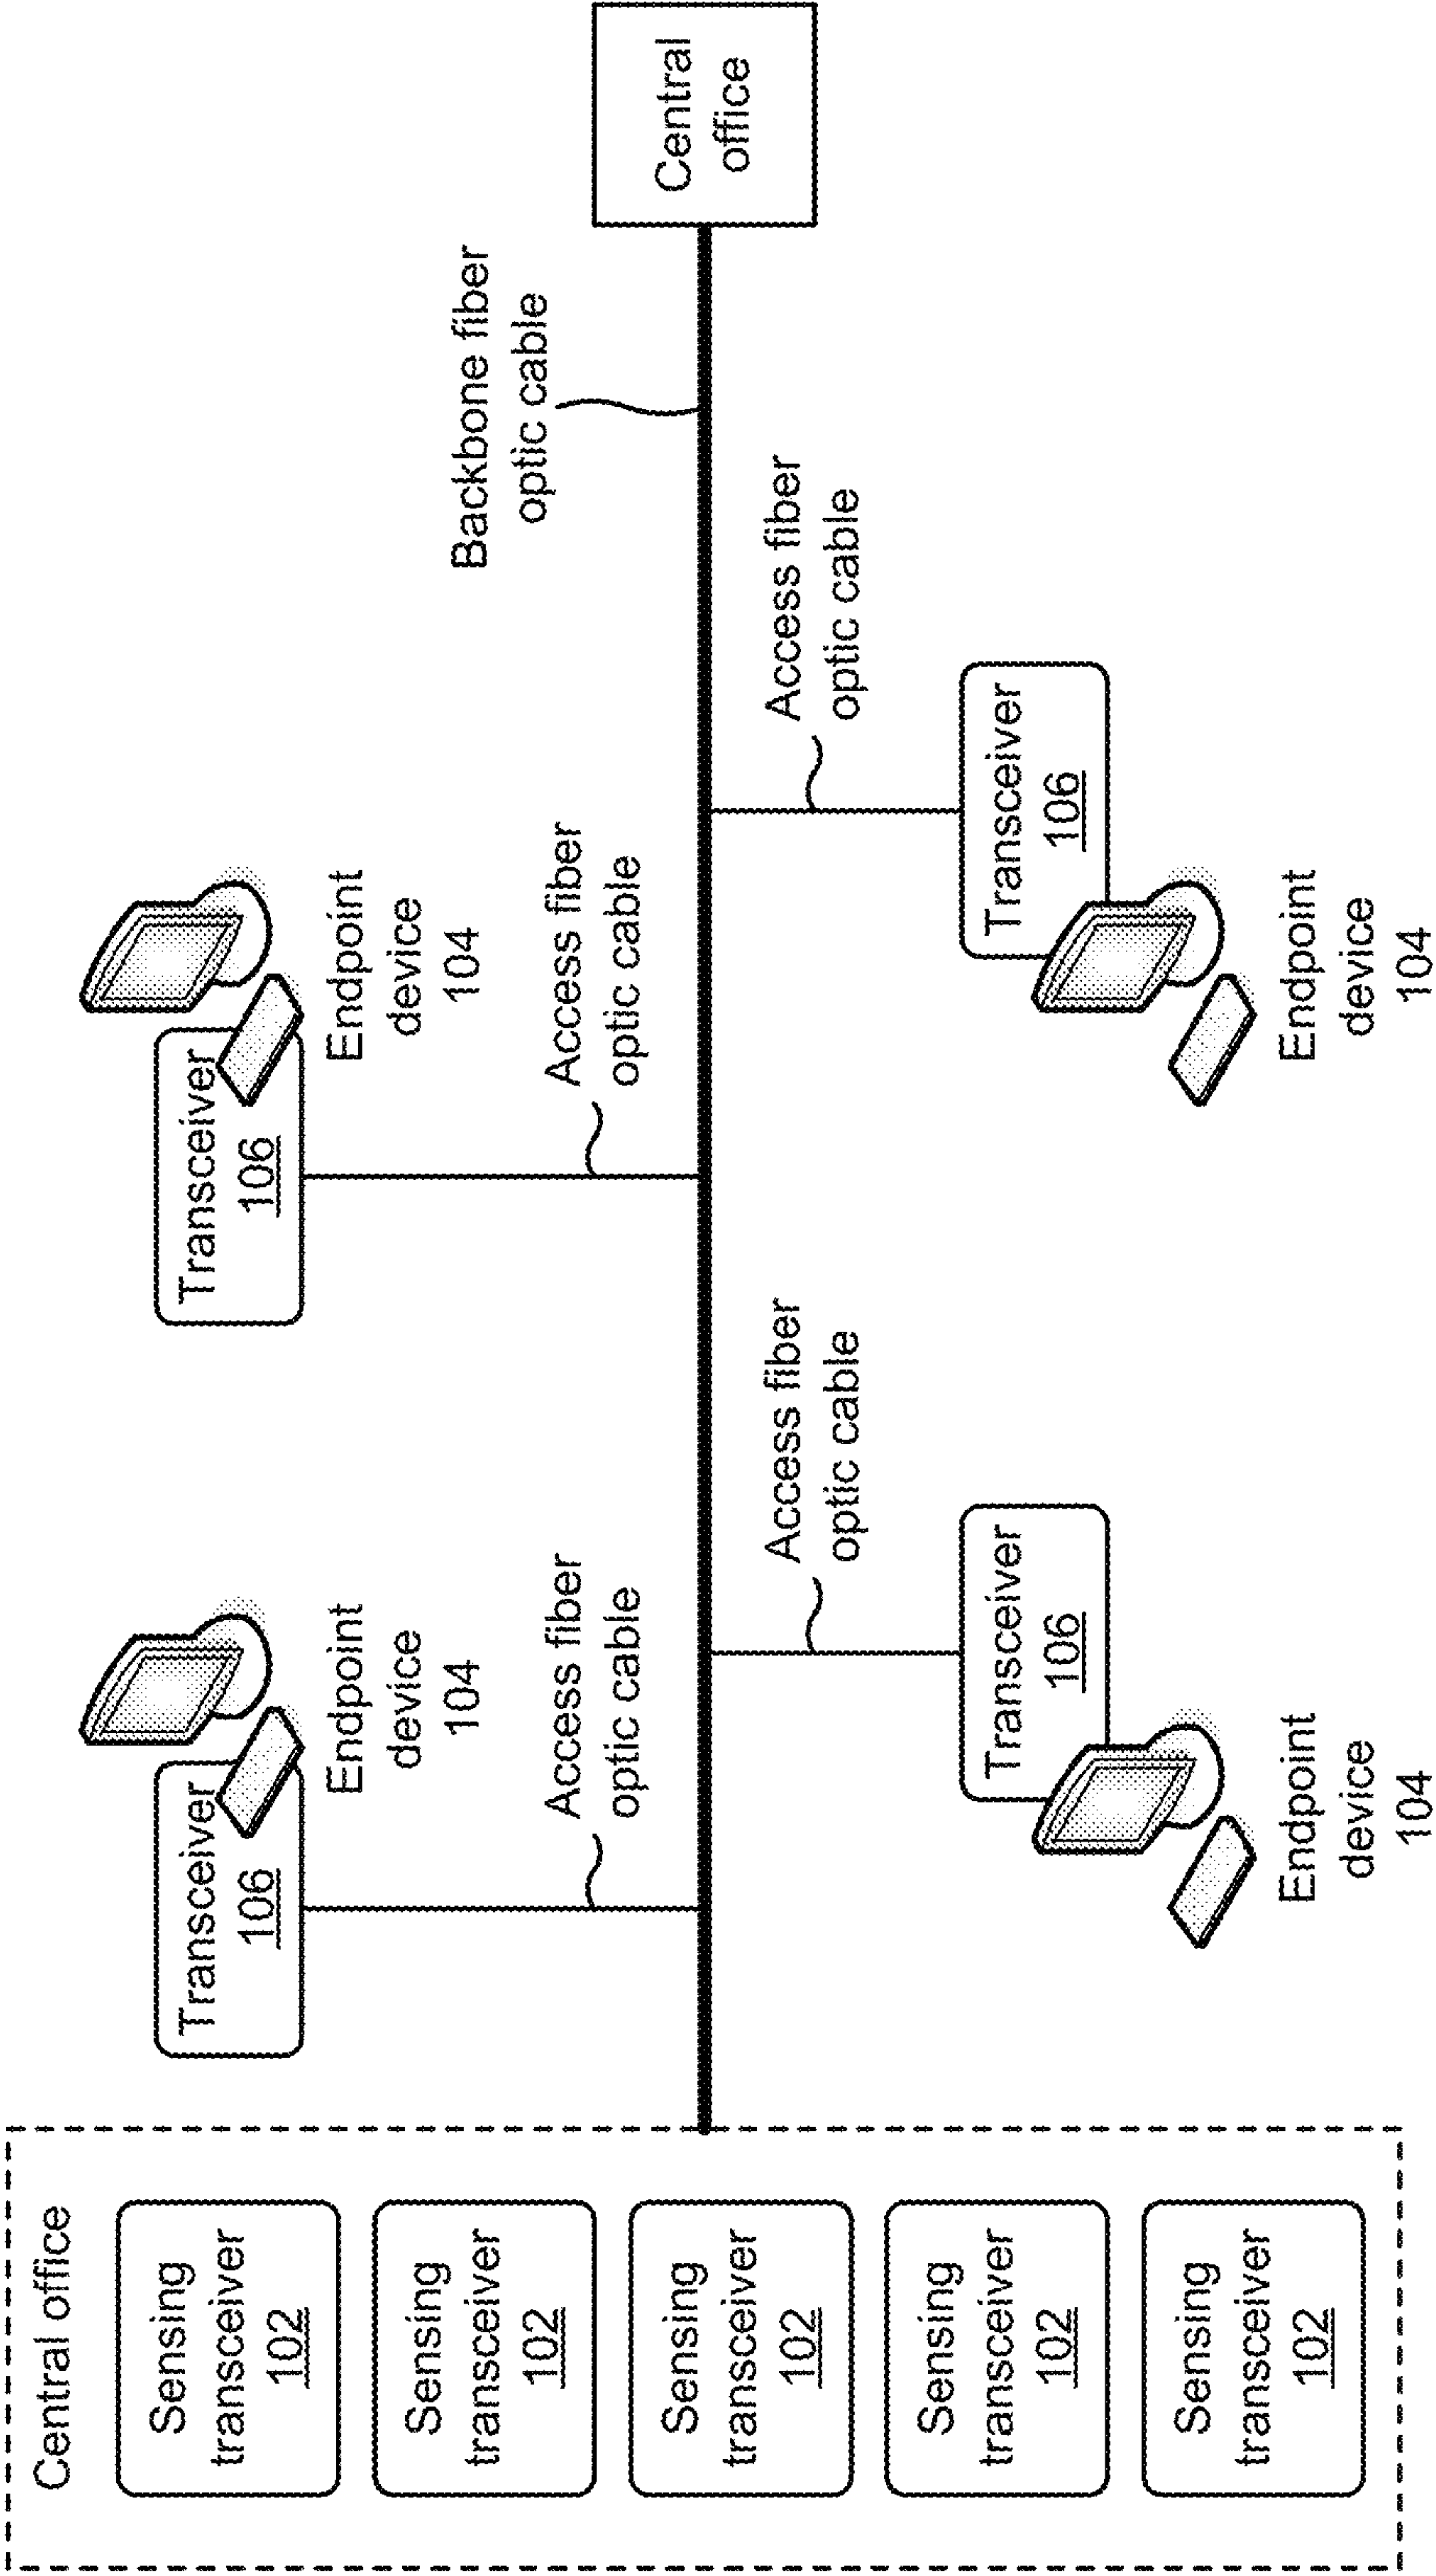 Central office
Sensing
transceiver
102
Sensing
transceiver
102
Sensing
transceiver
102
Sensing
transceiver
102
Sensing
transceiver
102
Transceiver
106
Endpoint
device
104
Access fiber
optic cable
Transceiver
106
Endpoint
device
104
Access fiber
optic cable
Backbone fiber
optic cable
Central
office
Access fiber
optic cable
Transceiver
106
Endpoint
device
104
Access fiber
optic cable
Transceiver
106
Endpoint
device
104